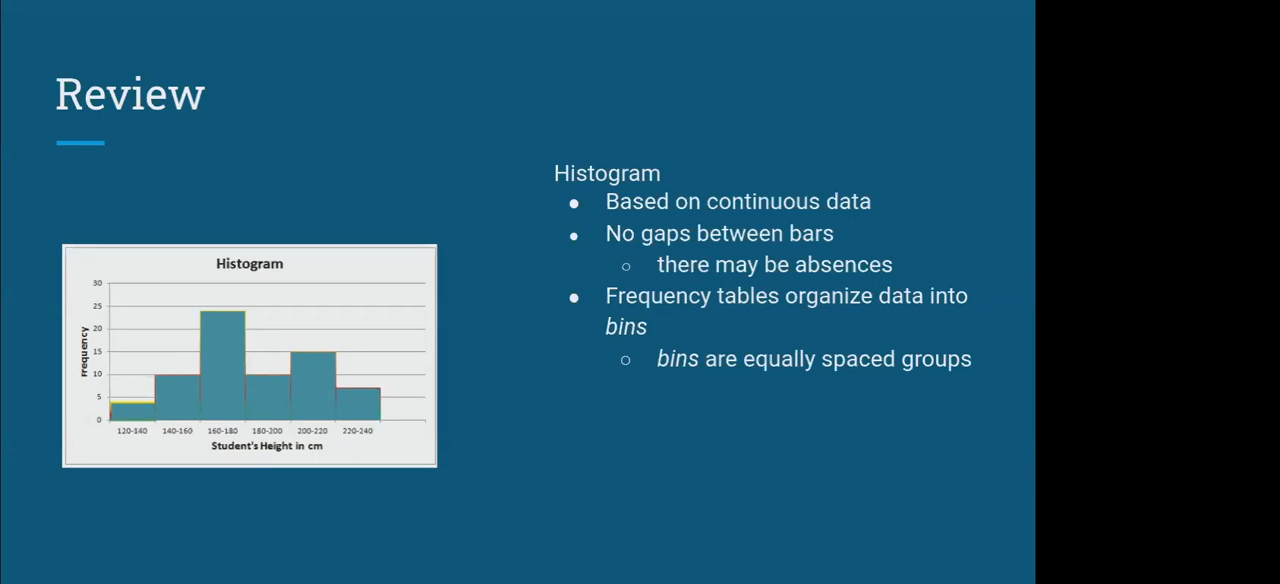 Review
Histogram
● Based on continuous data
● No gaps between bars
○ there may be absences
● Frequency tables organize data into
bins
○ bins are equally spaced groups
Histogram
30
25
20
15
10
5
0
Frequency
120-140 140-160 160-180 180-200 200-220 220-240
Student's Height in cm